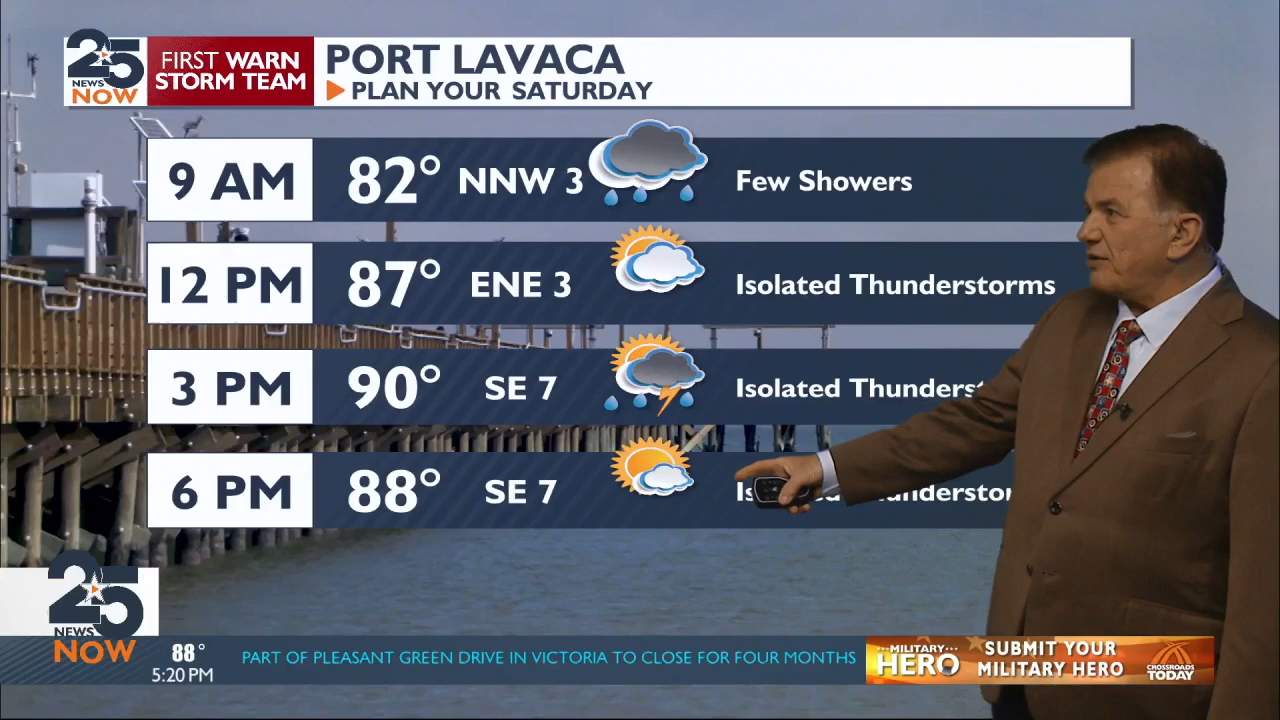 25
NEWS
NOW
FIRST WARN
STORM TEAM
PORT LAVACA
PLAN YOUR SATURDAY
9 AM 82° NNW 3 Few Showers
12 PM 87° ENE 3 Isolated Thunderstorms
3 PM 90° SE 7 Isolated
6 PM 88° SE 7
25
NEWS
NOW
88°
5:20 PM
PART OF PLEASANT GREEN DRIVE IN VICTORIA TO CLOSE FOR FOUR MONTHS
MILITARY
HERO
SUBMIT YOUR
MILITARY HERO
CROSSROADS
TODAY